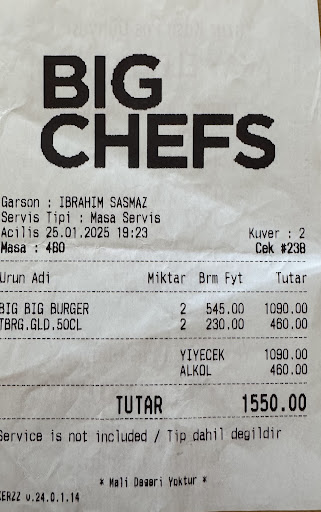 BIG
CHEFS
Garson : IBRAHIM SASMAZ
Servis Tipi : Masa Servis
Acilis 25.01.2025 19:23 Kuver : 2
Masa : 460 Cek #238
Urun Adi Miktar Brm Fyt Tutar
BIG BIG BURGER 2 545.00 1090.00
TBRG.GLD.50CL 2 230.00 460.00
YIYECEK 1090.00
ALKOL 460.00
TUTAR 1550.00
Service is not included / Tip dahil degildir
* Mali Degeri Yoktur *
KERZZ v.24.0.1.14